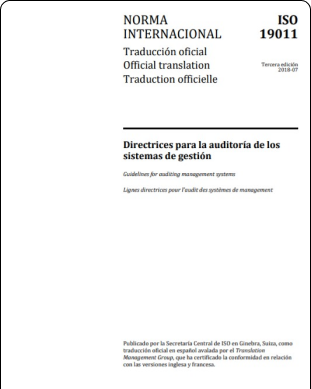 NORMA INTERNACIONAL
ISO 19011
Traducción oficial
Official translation
Traduction officielle
Tercera edición
2018-07
Directrices para la auditoría de los
sistemas de gestión
Guidelines for auditing management systems
Lignes directrices pour l'audit des systèmes de management
Publicado por la Secretaría Central de ISO en Ginebra, Suiza, como
traducción oficial en español avalada por el Translation
Management Group, que ha certificado la conformidad en relación
con las versiones inglesa y francesa.